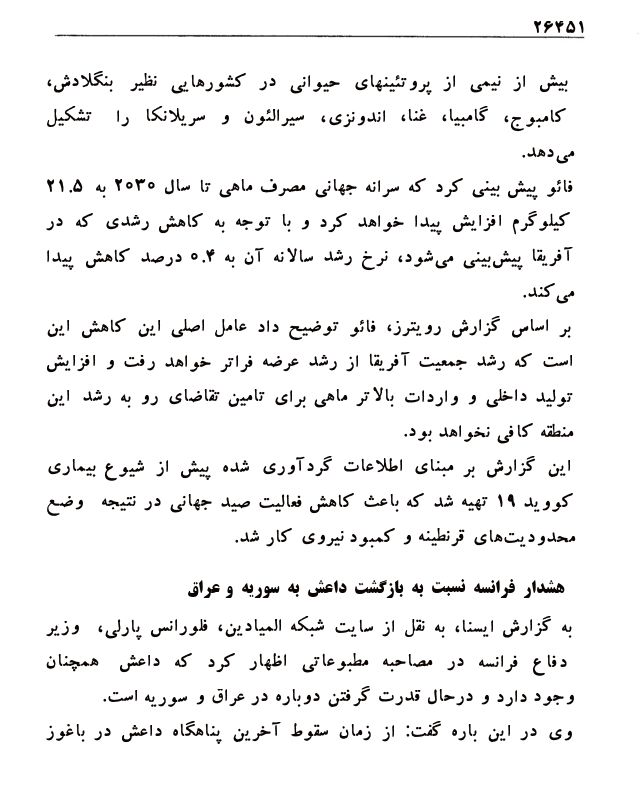 ۲۶۴۵۱
بیش از نیمی از پروتئینهای حیوانی در کشورهایی نظیر بنگلادش،
کامبوج، گامبیا، غنا، اندونزی، سیرالئون و سریلانکا را تشکیل
می‌دهد.
فائو پیش بینی کرد که سرانه جهانی مصرف ماهی تا سال ۲۰۳۰ به ۲۱.۵
کیلوگرم افزایش پیدا خواهد کرد و با توجه به کاهش رشدی که در
آفریقا پیش‌بینی می‌شود، نرخ رشد سالانه آن به ۰.۴ درصد کاهش پیدا
می‌کند.
بر اساس گزارش رویترز، فائو توضیح داد عامل اصلی این کاهش این
است که رشد جمعیت آفریقا از رشد عرضه فراتر خواهد رفت و افزایش
تولید داخلی و واردات بالاتر ماهی برای تامین تقاضای رو به رشد این
منطقه کافی نخواهد بود.
این گزارش بر مبنای اطلاعات گردآوری شده پیش از شیوع بیماری
کووید ۱۹ تهیه شد که باعث کاهش فعالیت صید جهانی در نتیجه وضع
محدودیت‌های قرنطینه و کمبود نیروی کار شد.
هشدار فرانسه نسبت به بازگشت داعش به سوریه و عراق
به گزارش ایسنا، به نقل از سایت شبکه المیادین، فلورانس پارلی، وزیر
دفاع فرانسه در مصاحبه مطبوعاتی اظهار کرد که داعش همچنان
وجود دارد و درحال قدرت گرفتن دوباره در عراق و سوریه است.
وی در این باره گفت: از زمان سقوط آخرین پناهگاه داعش در باغوز